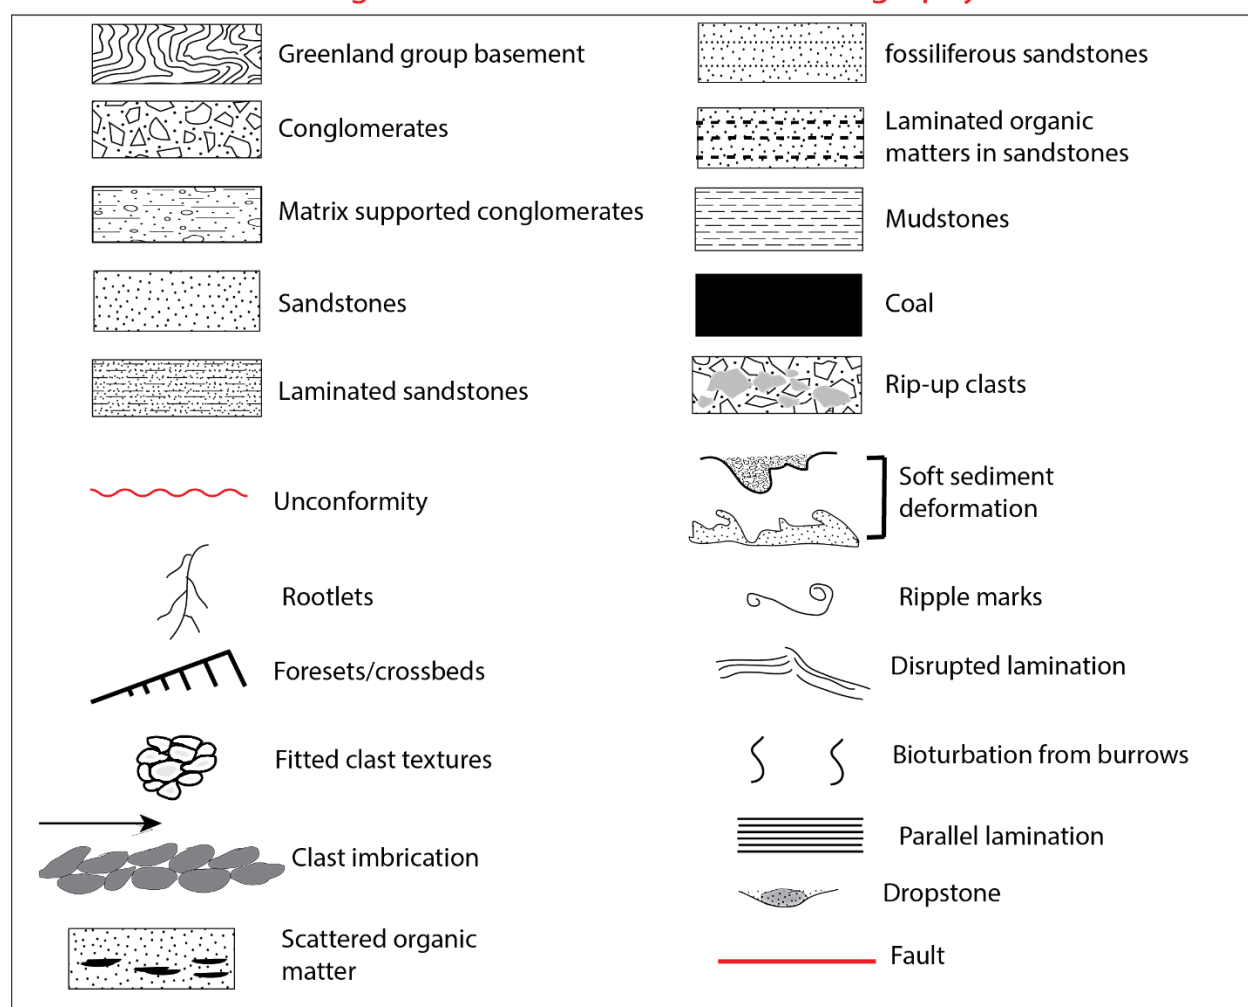 Greenland group basement
Conglomerates
Matrix supported conglomerates
Sandstones
Laminated sandstones
Unconformity
Rootlets
Foresets/crossbeds
Fitted clast textures
Clast imbrication
Scattered organic
matter
fossiliferous sandstones
Laminated organic
matters in sandstones
Mudstones
Coal
Rip-up clasts
Soft sediment
deformation
Ripple marks
Disrupted lamination
Bioturbation from burrows
Parallel lamination
Dropstone
Fault